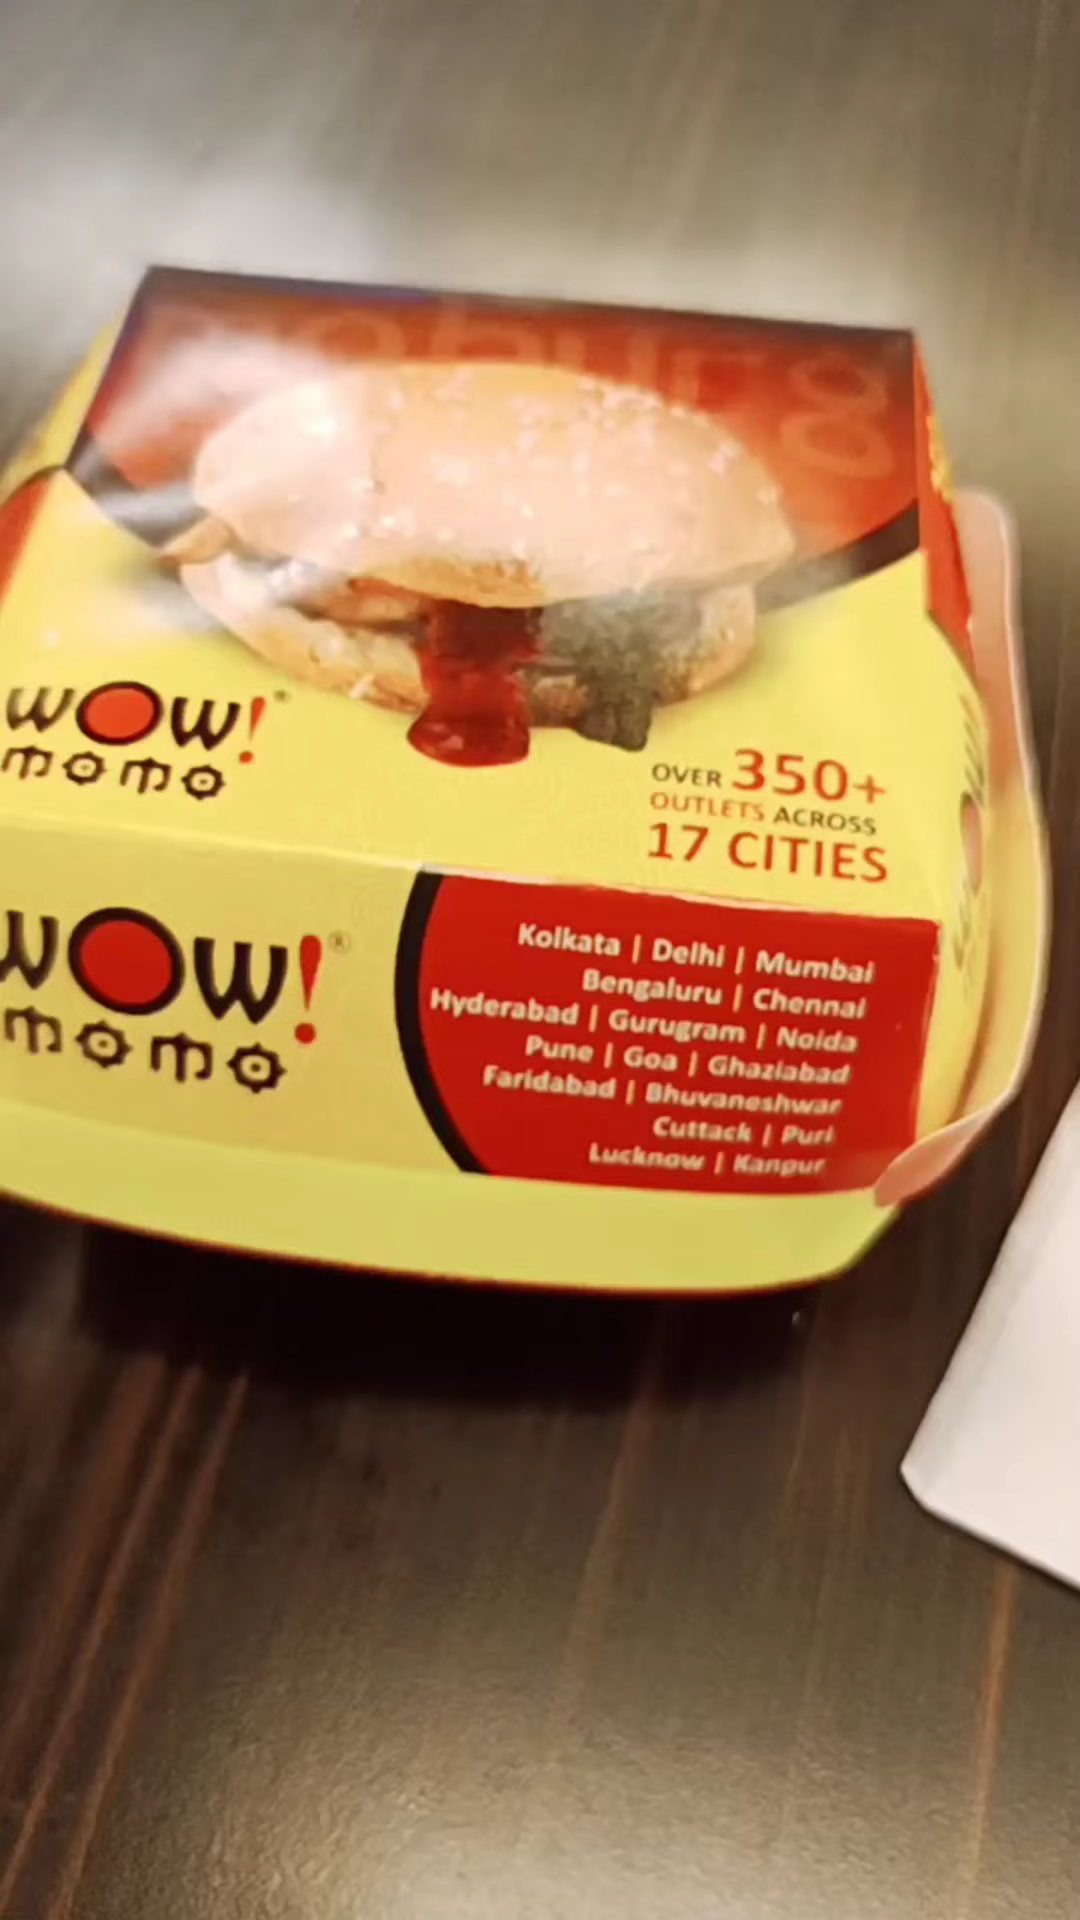 wow!
momo
OVER 350+
OUTLETS ACROSS
17 CITIES
wow!®
momo
Kolkata | Delhi | Mumbai
Bengaluru | Chennai
Hyderabad | Gurugram | Noida
Pune | Goa | Ghaziabad
Faridabad | Bhuvaneshwar
Cuttack | Puri
Lucknow | Kanpur